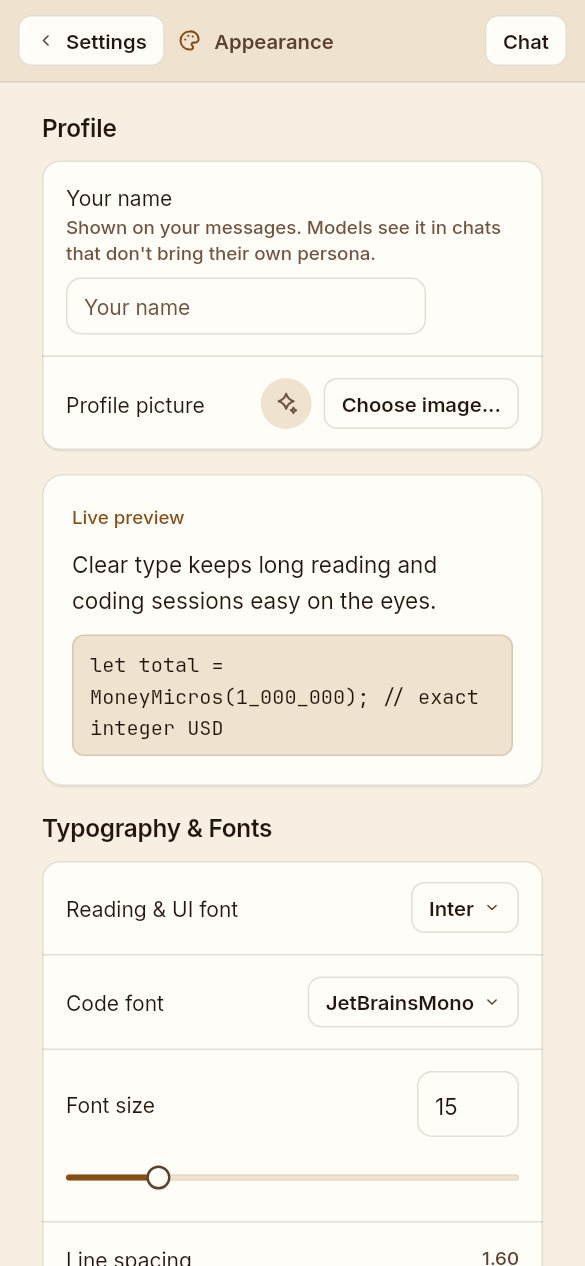 Settings
Appearance
Chat
Profile
Your name
Shown on your messages. Models see it in chats
that don't bring their own persona.
Your name
Profile picture
Choose image...
Live preview
Clear type keeps long reading and
coding sessions easy on the eyes.
let total =
MoneyMicros(1_000_000); // exact
integer USD
Typography & Fonts
Reading & UI font
Inter
Code font
JetBrainsMono
Font size
15
Line spacing
1.60